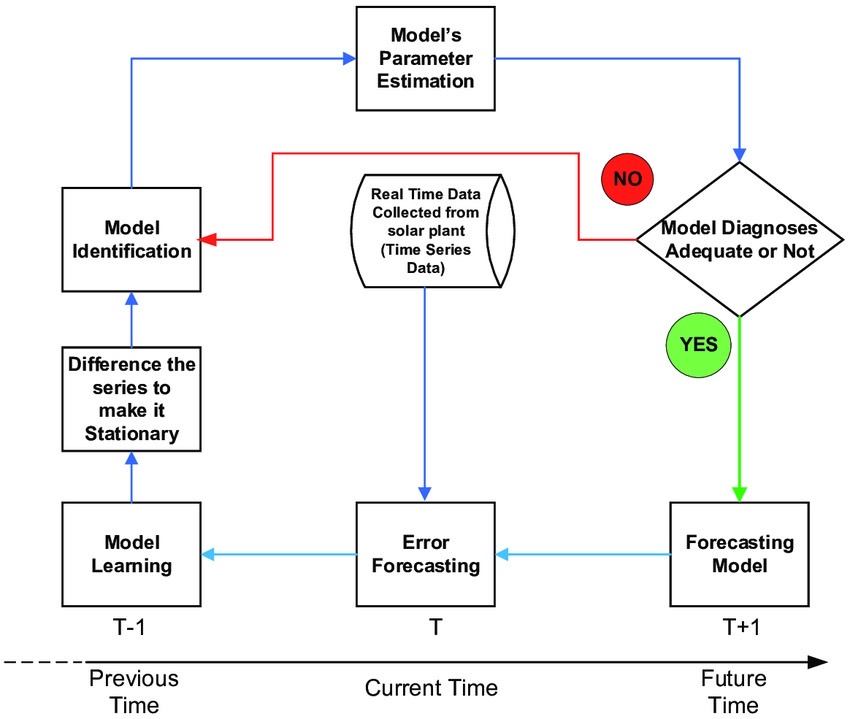 Model's
Parameter
Estimation
NO
Real Time Data
Collected from
solar plant
(Time Series
Data)
Model
Identification
Model Diagnoses
Adequate or Not
YES
Difference the
series to
make it
Stationary
Model
Learning
Error
Forecasting
Forecasting
Model
T-1
T
T+1
Previous
Time
Current Time
Future
Time